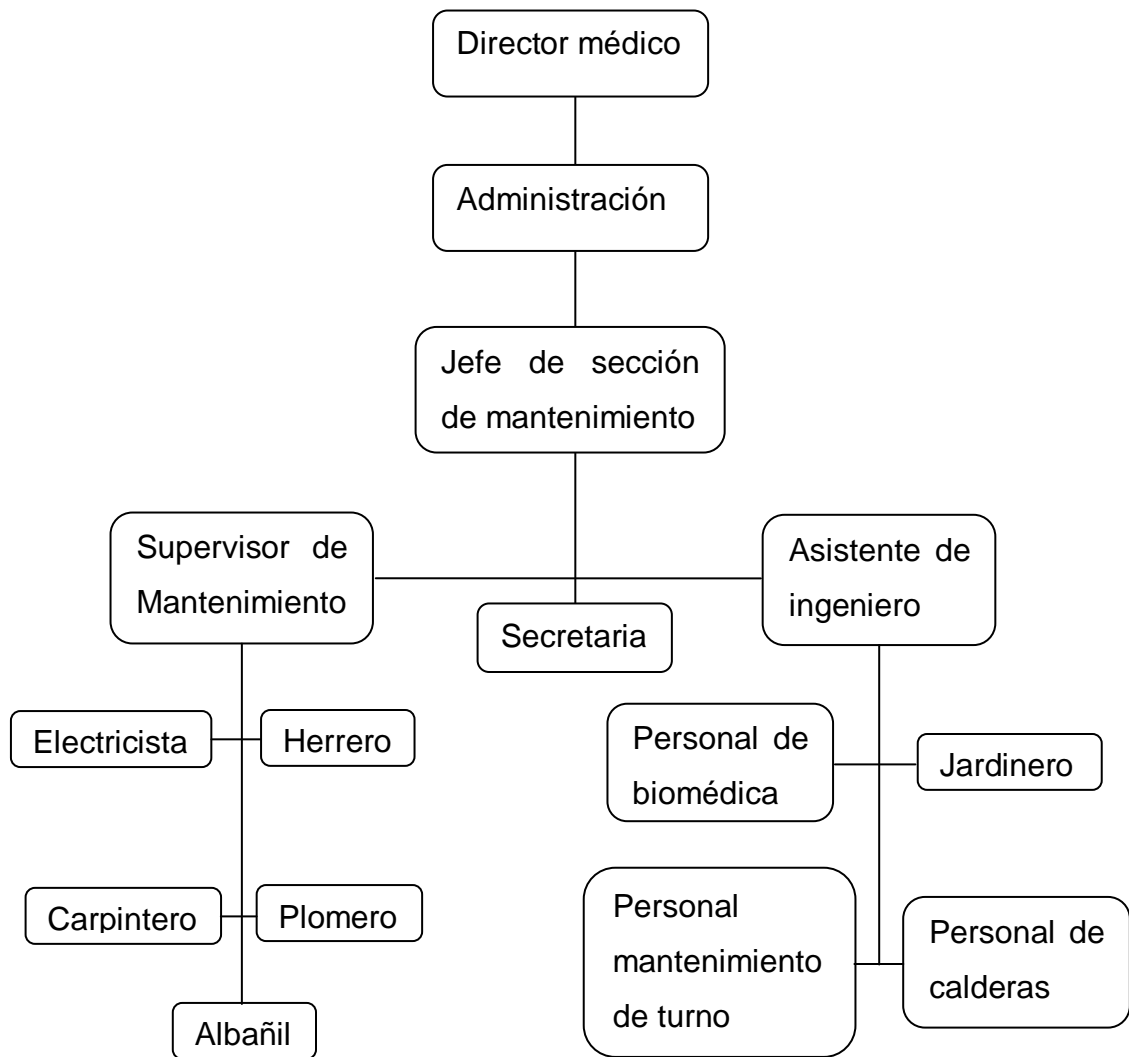 Director médico
Administración
Jefe de sección
de mantenimiento
Supervisor de
Mantenimiento
Asistente de
ingeniero
Secretaria
Electricista
Herrero
Personal de
biomédica
Jardinero
Carpintero
Plomero
Personal
mantenimiento
de turno
Personal de
calderas
Albañil